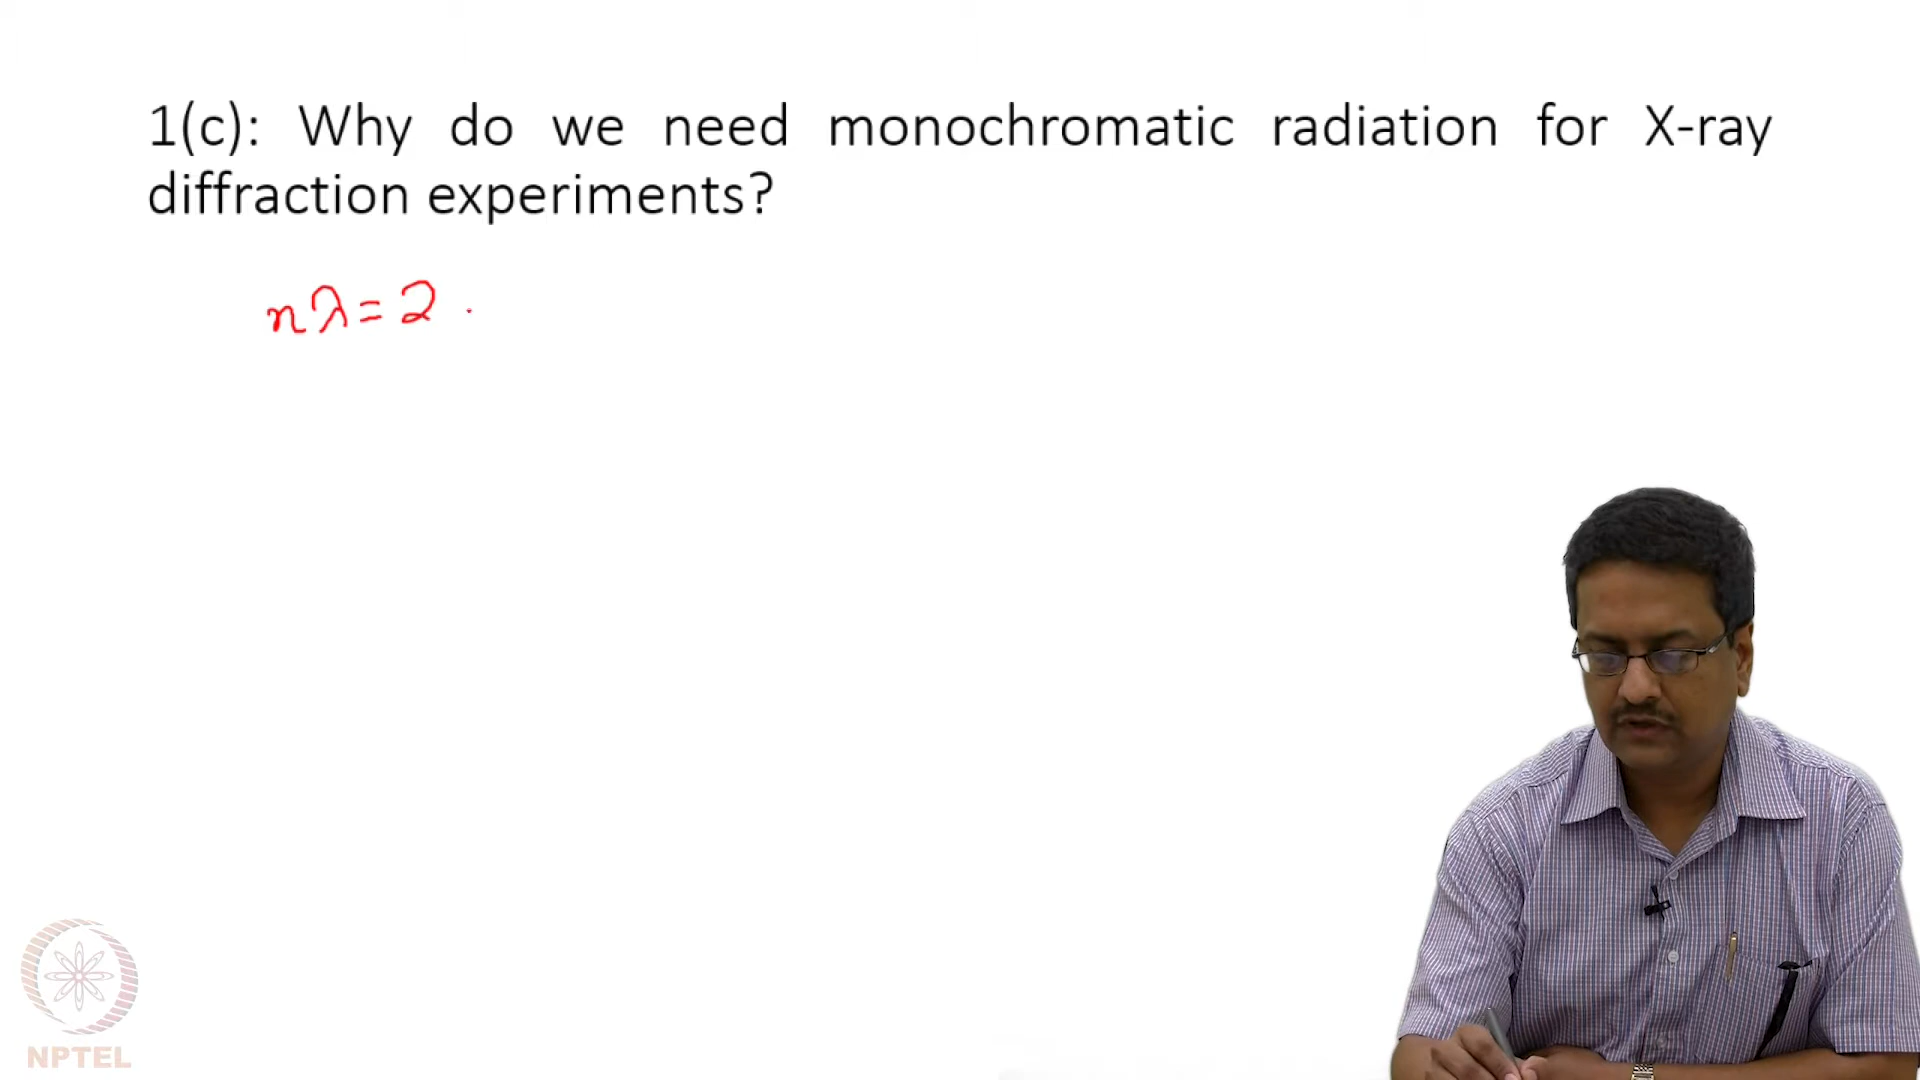 1(c): Why do we need monochromatic radiation for X-ray
diffraction experiments?
nλ = 2
NPTEL